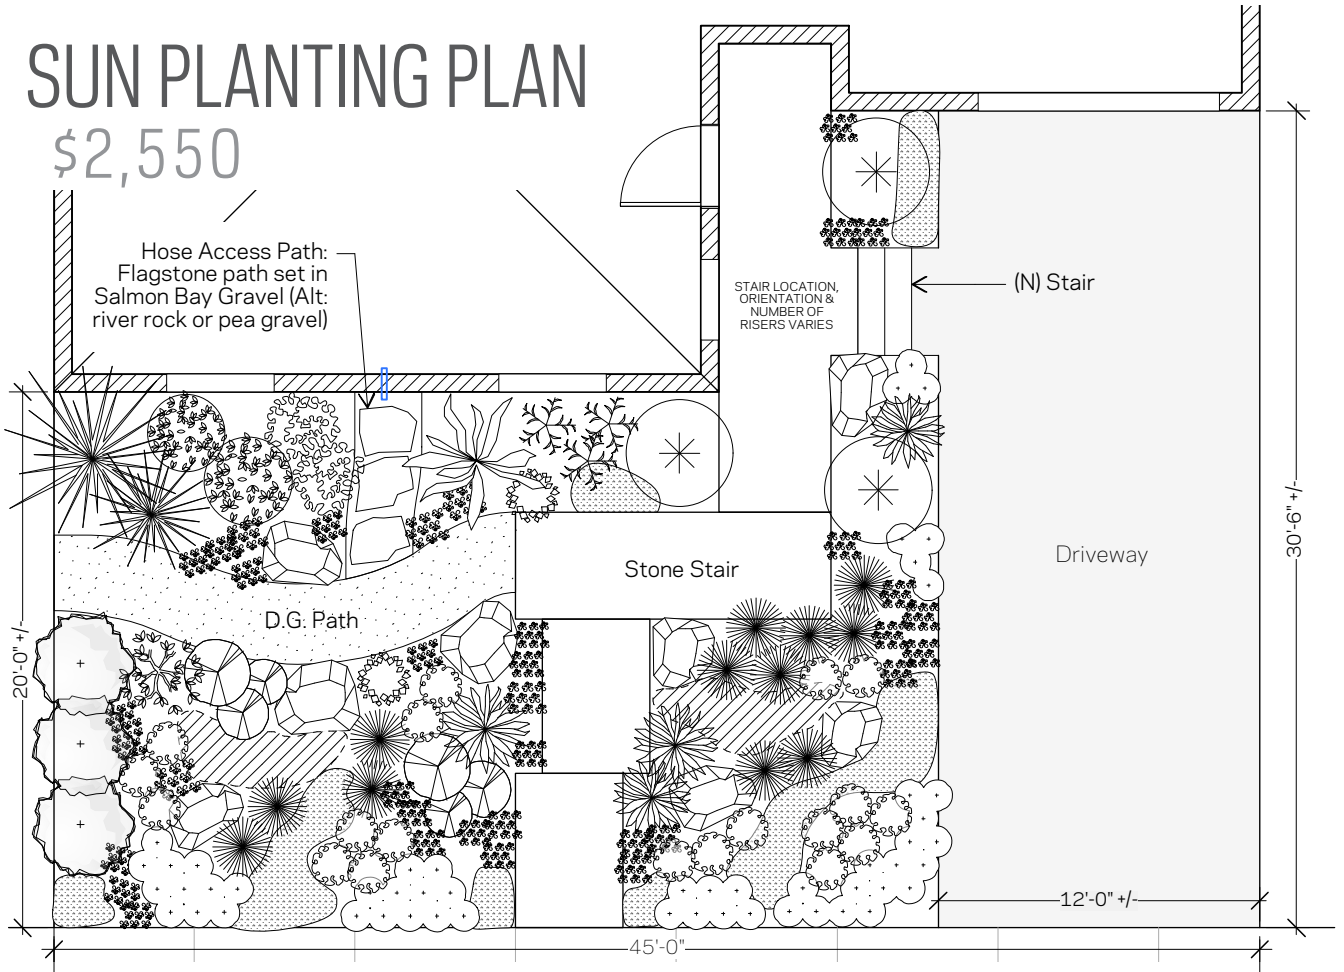 SUN PLANTING PLAN
$2,550
Hose Access Path:
Flagstone path set in
Salmon Bay Gravel (Alt:
river rock or pea gravel)
STAIR LOCATION,
ORIENTATION &
NUMBER OF
RISERS VARIES
(N) Stair
Stone Stair
D.G. Path
Driveway
30'-6" +/-
20'-0" +/-
12'-0" +/-
45'-0"